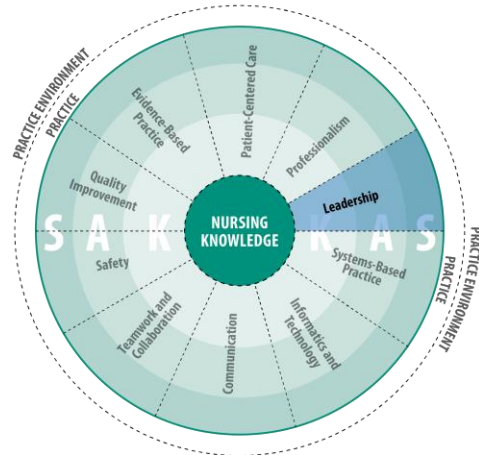 PRACTICE ENVIRONMENT
PRACTICE
Evidence-Based
Practice
Patient-Centered Care
Professionalism
Leadership
Quality
Improvement
S A K
NURSING
KNOWLEDGE
K A S
Safety
Systems-Based
Practice
Teamwork and
Collaboration
Communication
Informatics and
Technology
PRACTICE
PRACTICE ENVIRONMENT